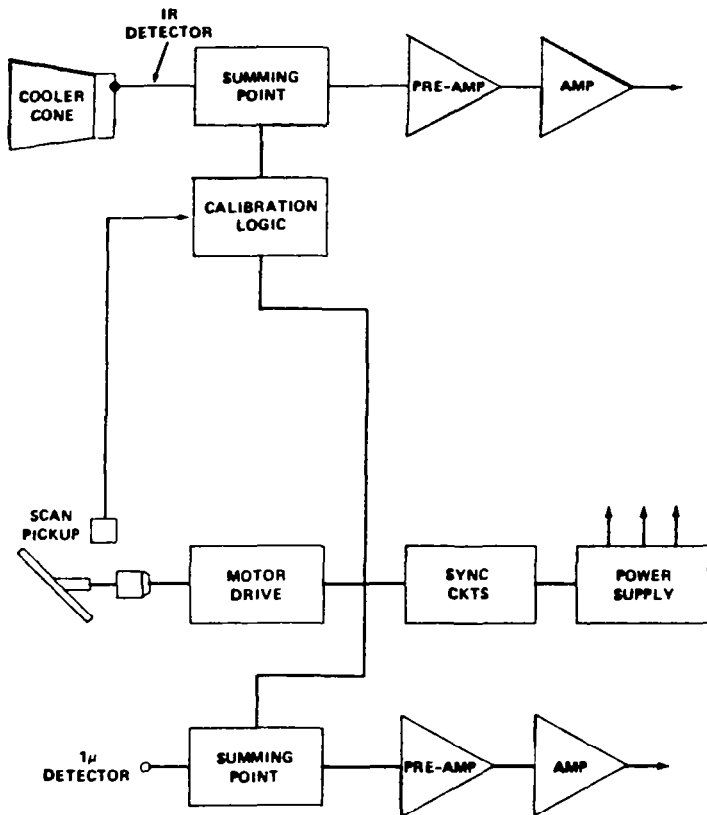 IR
DETECTOR
COOLER
CONE
SUMMING
POINT
PRE-AMP
AMP
CALIBRATION
LOGIC
SCAN
PICKUP
MOTOR
DRIVE
SYNC
CKTS
POWER
SUPPLY
1μ
DETECTOR
SUMMING
POINT
PRE-AMP
AMP